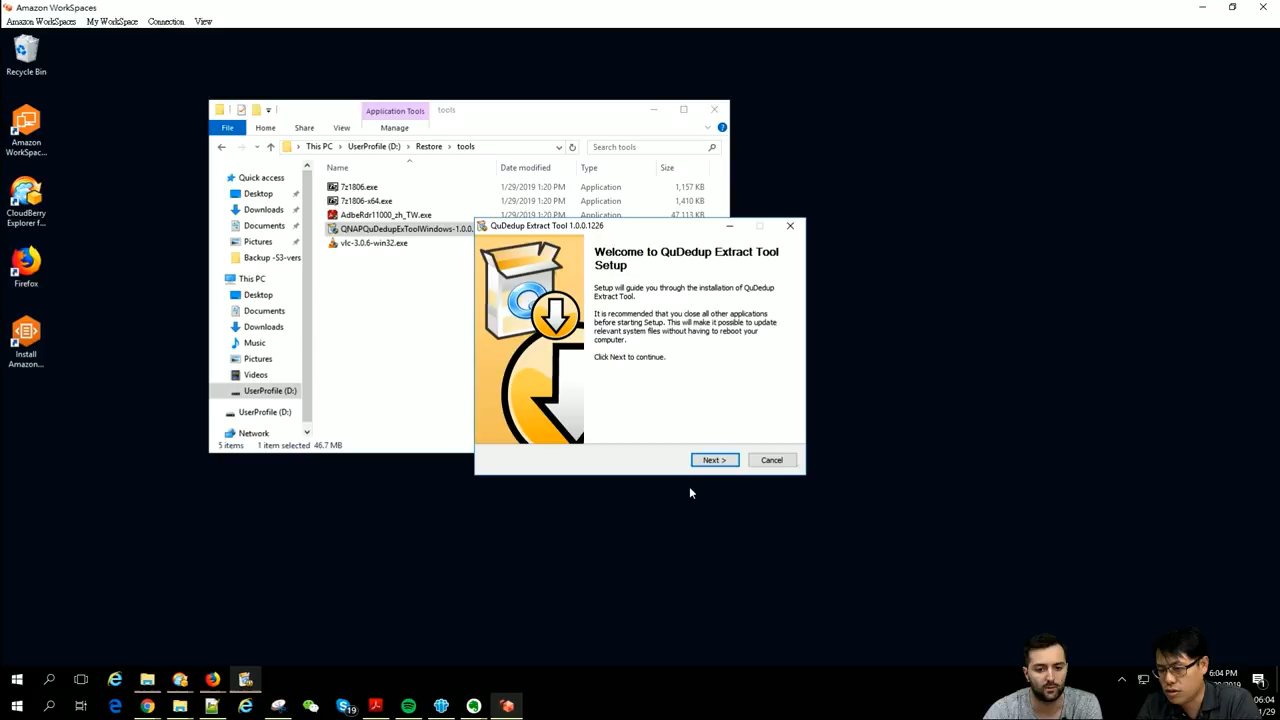 Amazon WorkSpaces
Amazon WorkSpaces My WorkSpace Connection View
Recycle Bin
Amazon
WorkSpac...
CloudBerry
Explorer f...
Firefox
Install
Amazon...
Application Tools tools
File Home Share View Manage
This PC UserProfile (D:) Restore tools Search tools
Name Date modified Type Size
Quick access
Desktop
Downloads
Documents
Pictures
Backup -S3-vers
This PC
Desktop
Documents
Downloads
Music
Pictures
Videos
UserProfile (D:)
UserProfile (D:)
Network
7z1806.exe 1/29/2019 1:20 PM Application 1,157 KB
7z1806-x64.exe 1/29/2019 1:20 PM Application 1,410 KB
AdbeRdr11000_zh_TW.exe 1/29/2019 1:20 PM Application 47,113 KB
QNAPQuDedupExToolWindows-1.0.0.
vlc-3.0.6-win32.exe
5 items 1 item selected 46.7 MB
QuDedup Extract Tool 1.0.0.1226
Welcome to QuDedup Extract Tool
Setup
Setup will guide you through the installation of QuDedup
Extract Tool.
It is recommended that you close all other applications
before starting Setup. This will make it possible to update
relevant system files without having to reboot your
computer.
Click Next to continue.
Next >
Cancel
6:04 PM
19